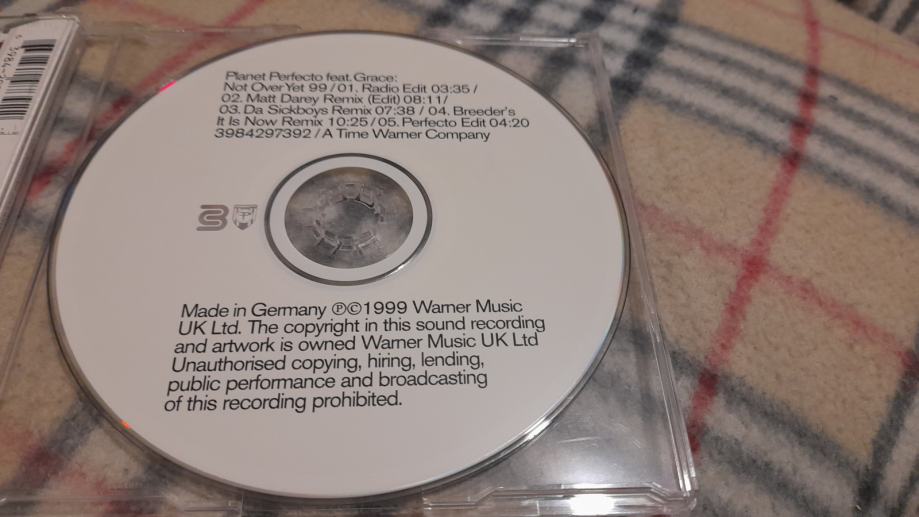 Planet Perfecto feat. Grace:
Not Over Yet 99 / 01. Radio Edit 03:35 /
02. Matt Darey Remix (Edit) 08:11 /
03. Da Sickboys Remix 07:38 / 04. Breeder's
It Is Now Remix 10:25 / 05. Perfecto Edit 04:20
3984297392 / A Time Warner Company
Made in Germany ℗©1999 Warner Music
UK Ltd. The copyright in this sound recording
and artwork is owned Warner Music UK Ltd
Unauthorised copying, hiring, lending,
public performance and broadcasting
of this recording prohibited.